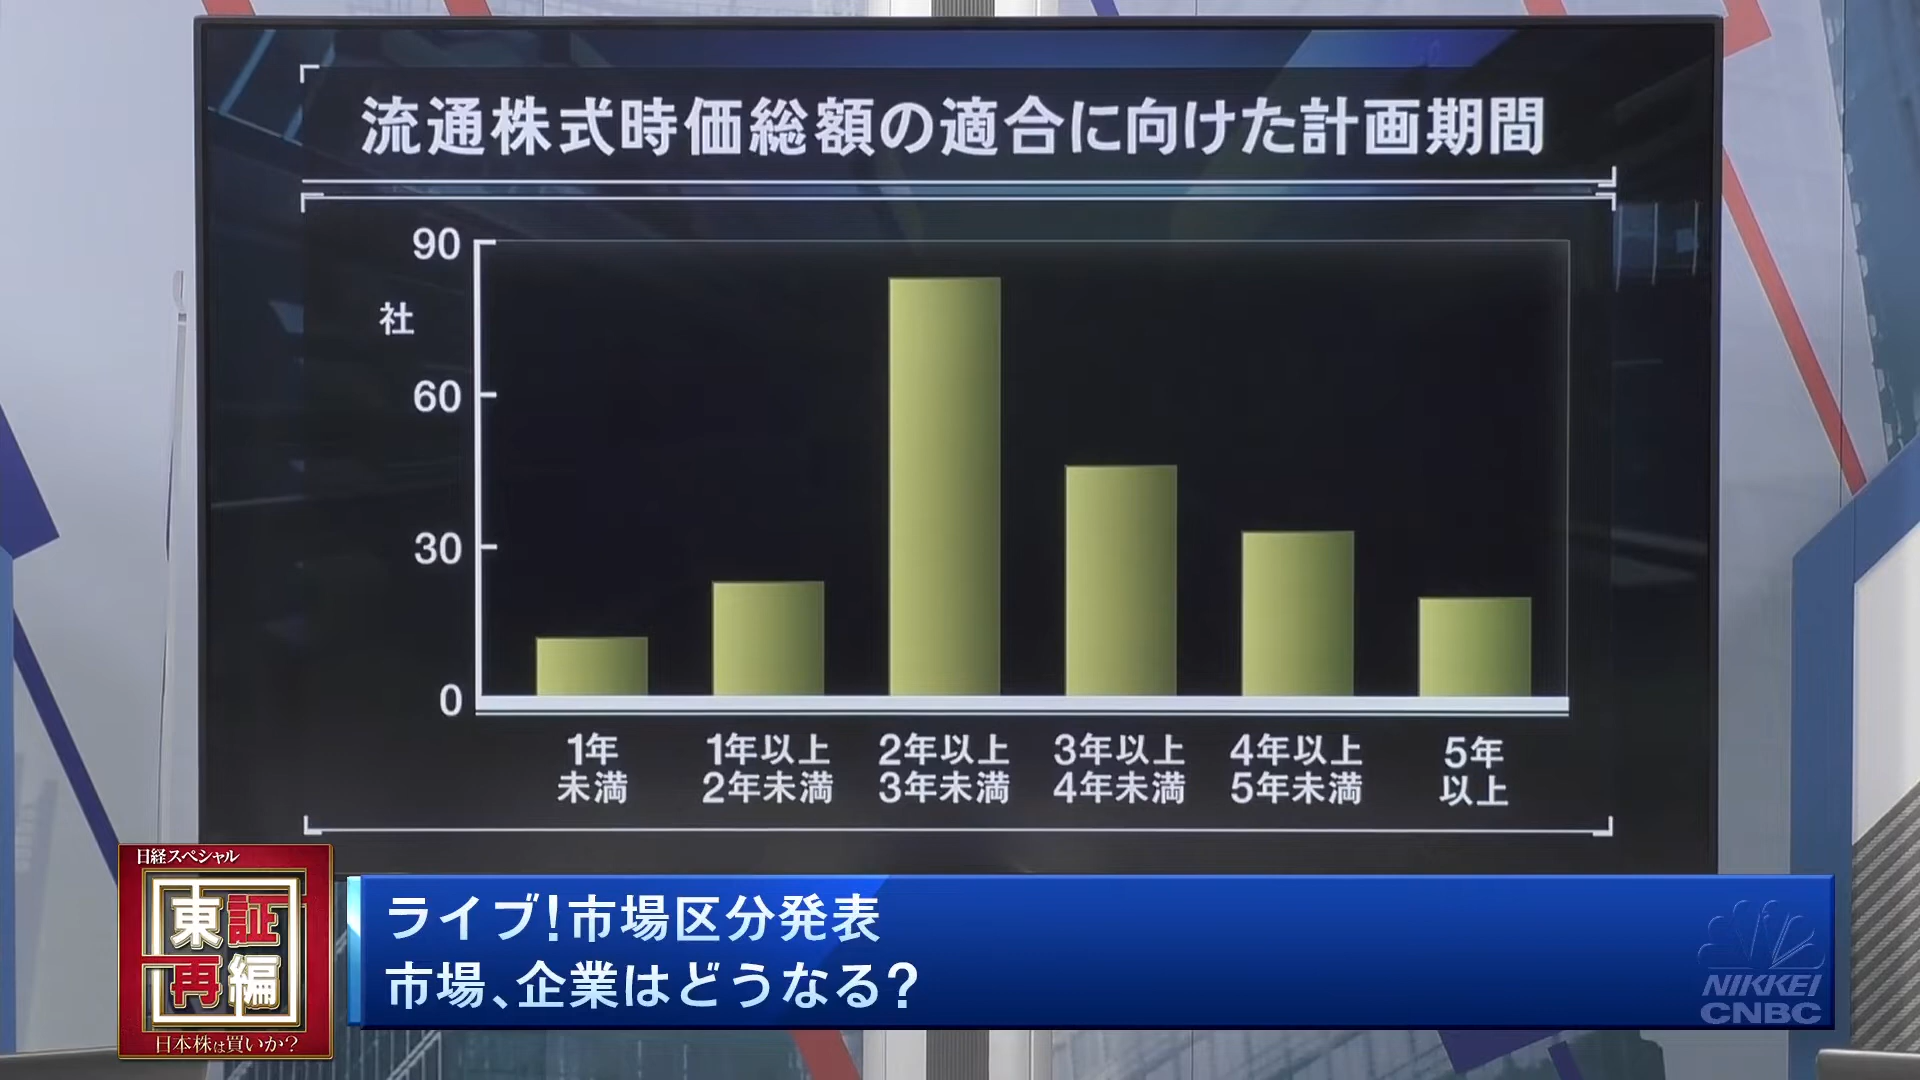 流通株式時価総額の適合に向けた計画期間
90
社
60
30
0
1年
未満
1年以上
2年未満
2年以上
3年未満
3年以上
4年未満
4年以上
5年未満
5年
以上
日経スペシャル
東証
再編
日本株は買いか?
ライブ!市場区分発表
市場、企業はどうなる?
NIKKEI
CNBC